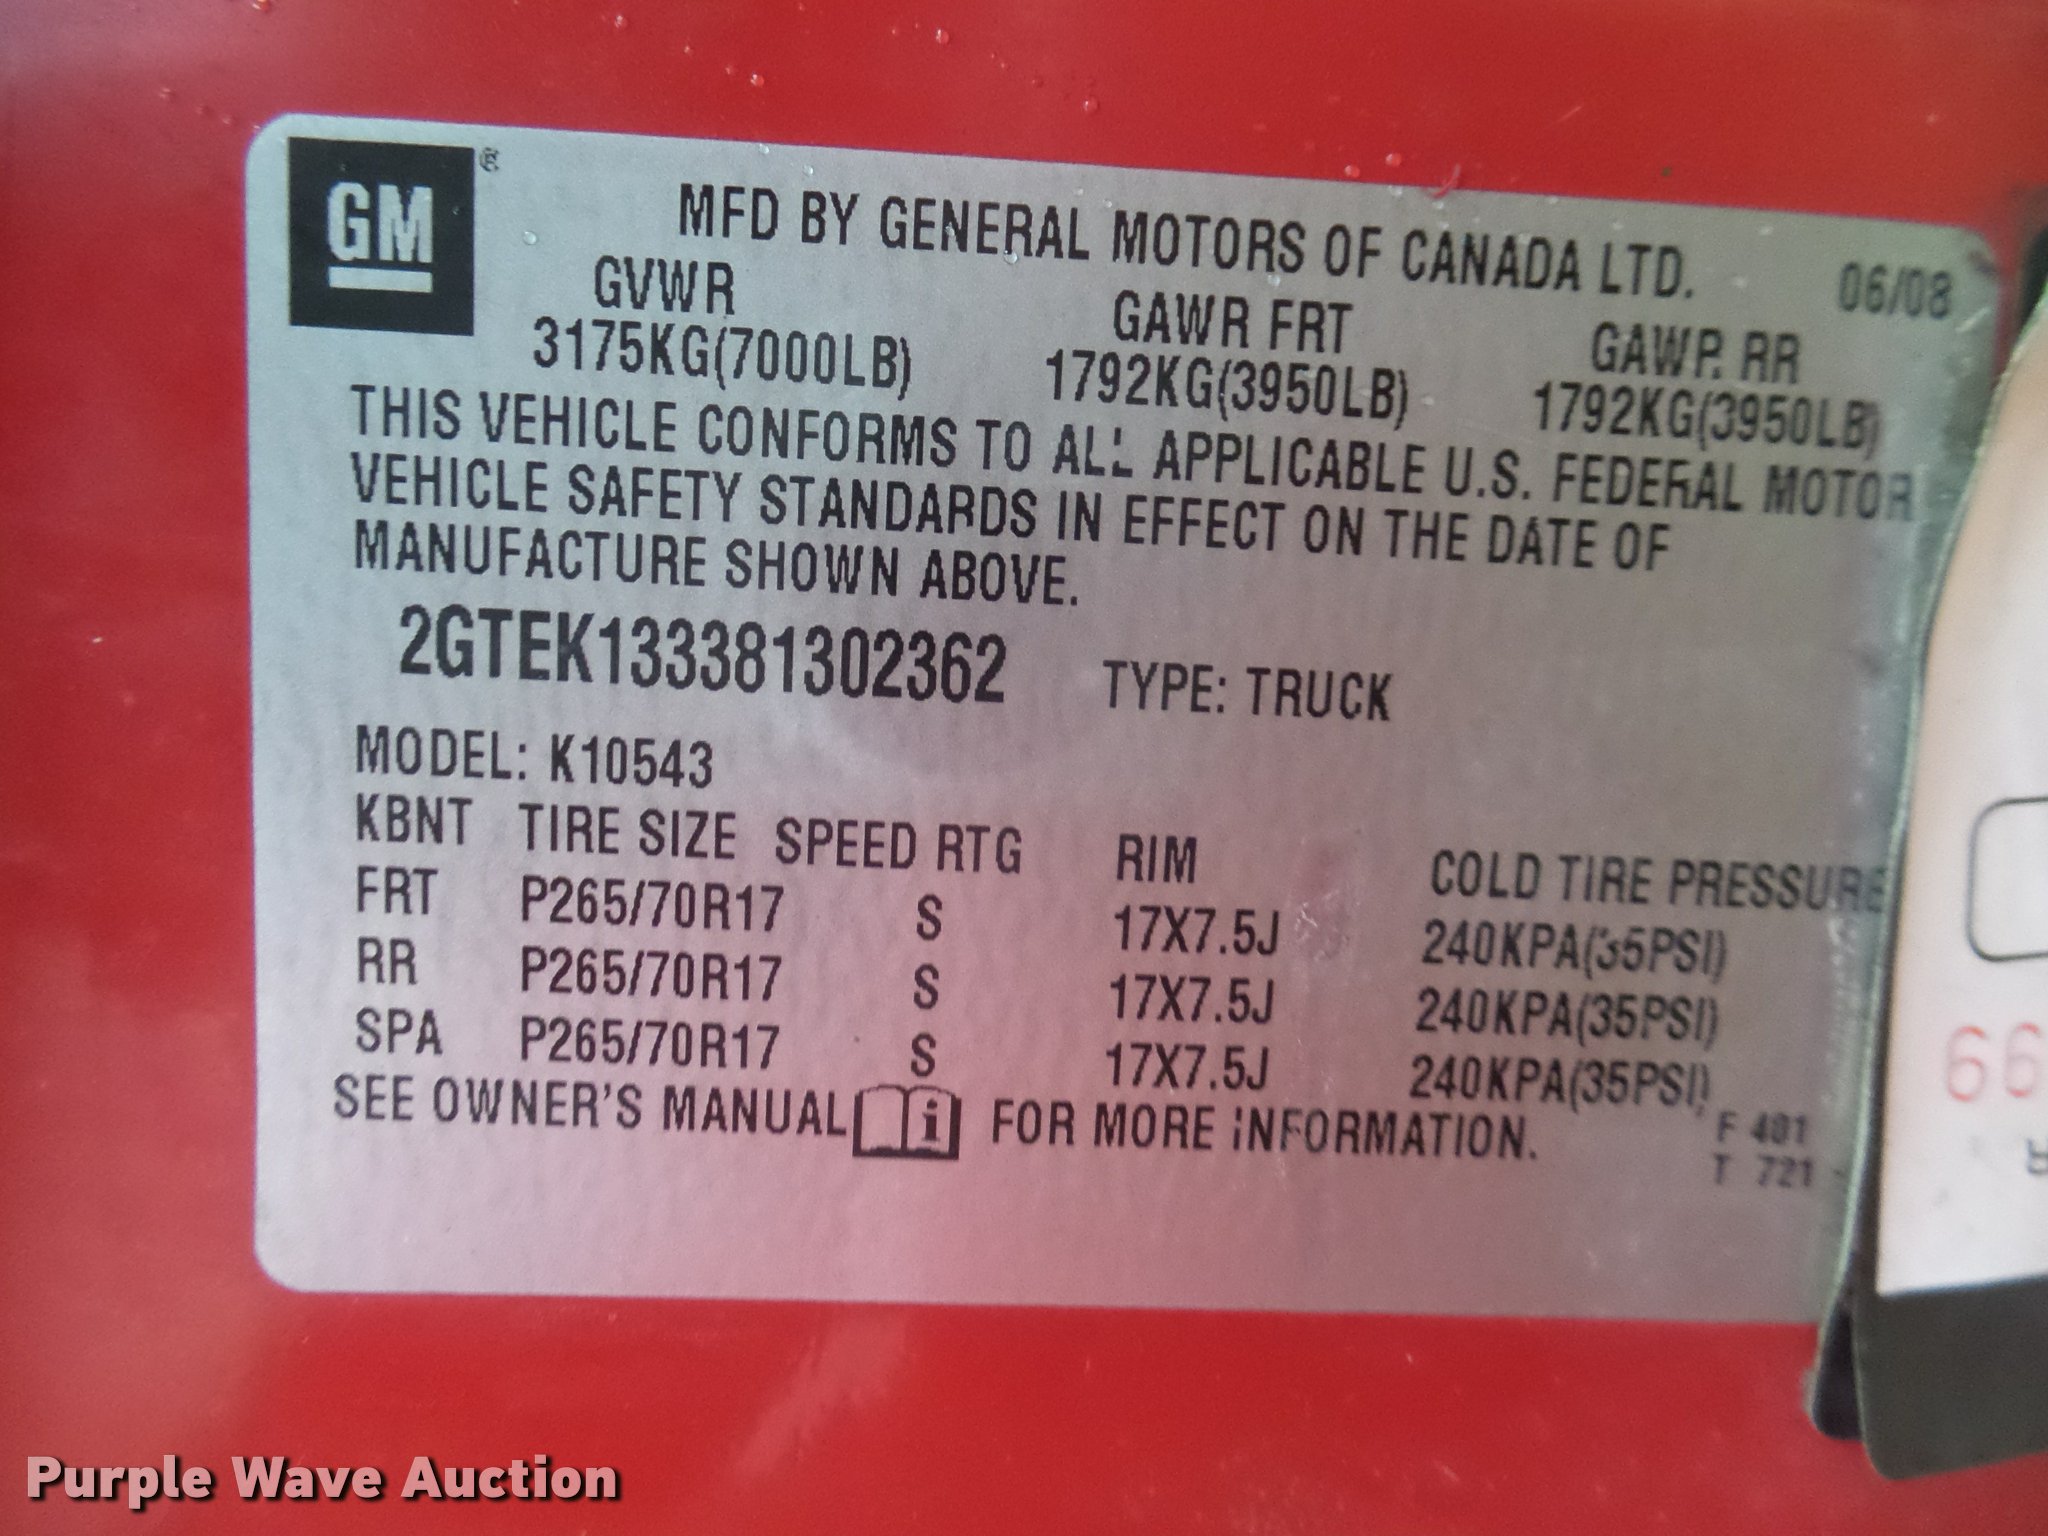 GM ®
MFD BY GENERAL MOTORS OF CANADA LTD.
06/08
GVWR GAWR FRT GAWR RR
3175KG(7000LB) 1792KG(3950LB) 1792KG(3950LB)
THIS VEHICLE CONFORMS TO ALL APPLICABLE U.S. FEDERAL MOTOR
VEHICLE SAFETY STANDARDS IN EFFECT ON THE DATE OF
MANUFACTURE SHOWN ABOVE.
2GTEK133381302362 TYPE: TRUCK
MODEL: K10543
KBNT TIRE SIZE SPEED RTG RIM COLD TIRE PRESSURE
FRT P265/70R17 S 17X7.5J 240KPA(35PSI)
RR P265/70R17 S 17X7.5J 240KPA(35PSI)
SPA P265/70R17 S 17X7.5J 240KPA(35PSI)
SEE OWNER'S MANUAL i FOR MORE INFORMATION.
F 401
T 721
Purple Wave Auction